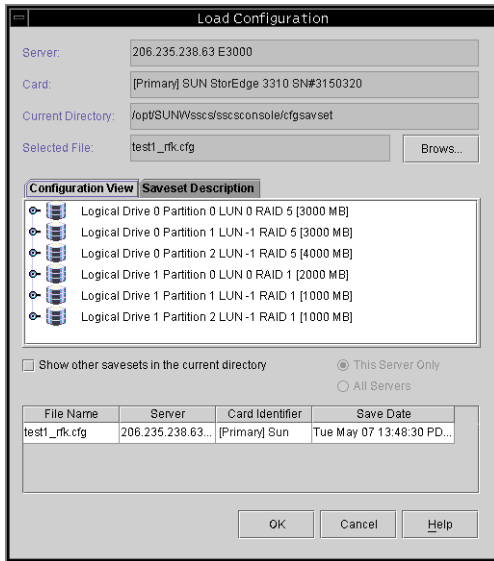 Load Configuration
Server: 206.235.238.63 E3000
Card: [Primary] SUN StorEdge 3310 SN#3150320
Current Directory: /opt/SUNWsscs/sscsconsole/cfgsavset
Selected File: test1_rfk.cfg Brows...
Configuration View Saveset Description
Logical Drive 0 Partition 0 LUN 0 RAID 5 [3000 MB]
Logical Drive 0 Partition 1 LUN -1 RAID 5 [3000 MB]
Logical Drive 0 Partition 2 LUN -1 RAID 5 [4000 MB]
Logical Drive 1 Partition 0 LUN 0 RAID 1 [2000 MB]
Logical Drive 1 Partition 1 LUN -1 RAID 1 [1000 MB]
Logical Drive 1 Partition 2 LUN -1 RAID 1 [1000 MB]
Show other savesets in the current directory This Server Only
All Servers
File Name Server Card Identifier Save Date
test1_rfk.cfg 206.235.238.63... [Primary] Sun Tue May 07 13:48:30 PD...
OK Cancel Help